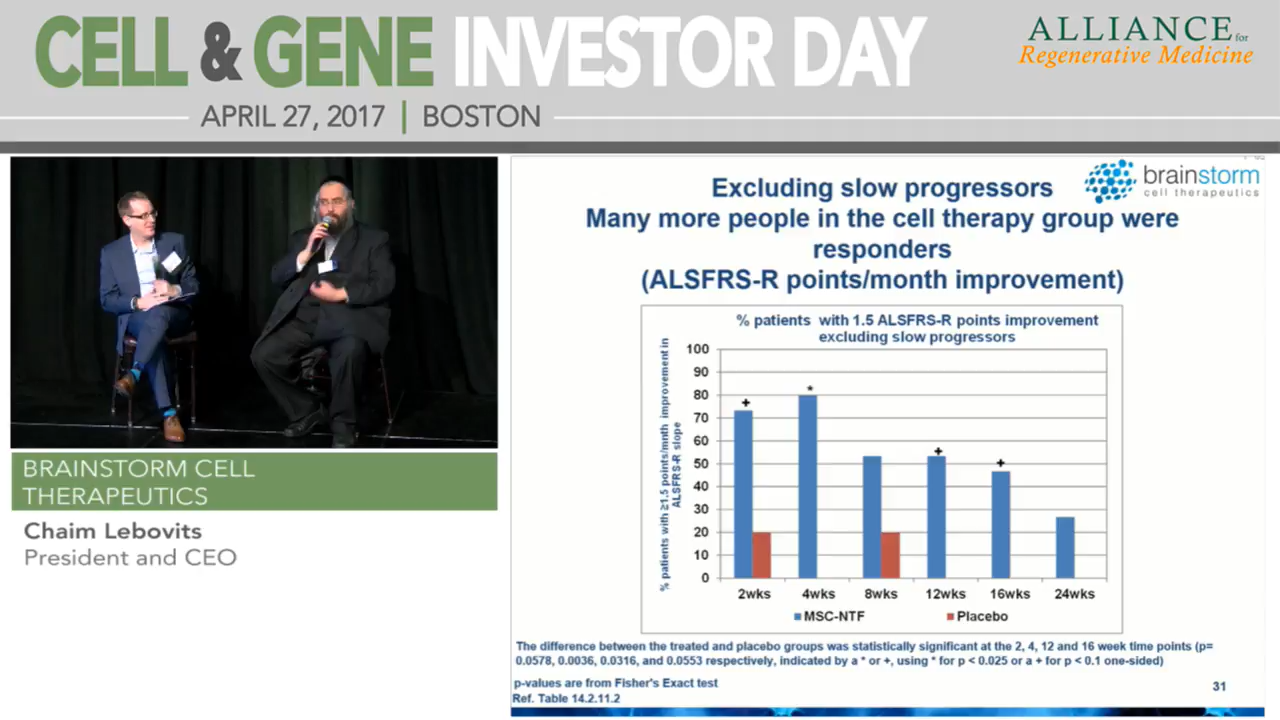 CELL & GENE INVESTOR DAY
APRIL 27, 2017 | BOSTON
ALLIANCE for
Regenerative Medicine
BRAINSTORM CELL
THERAPEUTICS
Chaim Lebovits
President and CEO
brainstorm
cell therapeutics
Excluding slow progressors
Many more people in the cell therapy group were
responders
(ALSFRS-R points/month improvement)
% patients with 1.5 ALSFRS-R points improvement
excluding slow progressors
% patients with ≥1.5 points/mnth improvement in
ALSFRS-R slope
100
90
80
70
60
50
40
30
20
10
0
+
*
+
+
2wks 4wks 8wks 12wks 16wks 24wks
MSC-NTF Placebo
The difference between the treated and placebo groups was statistically significant at the 2, 4, 12 and 16 week time points (p=
0.0578, 0.0036, 0.0316, and 0.0553 respectively, indicated by a * or +, using * for p < 0.025 or a + for p < 0.1 one-sided)
p-values are from Fisher's Exact test
Ref. Table 14.2.11.2
31